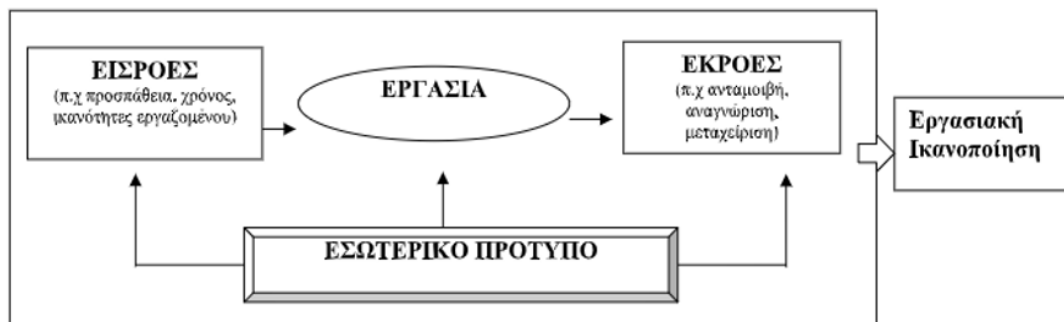 ΕΙΣΡΟΕΣ
(π.χ προσπάθεια, χρόνος,
ικανότητες εργαζομένου)
ΕΡΓΑΣΙΑ
ΕΚΡΟΕΣ
(π.χ ανταμοιβή,
αναγνώριση,
μεταχείριση)
Εργασιακή
Ικανοποίηση
ΕΣΩΤΕΡΙΚΟ ΠΡΟΤΥΠΟ